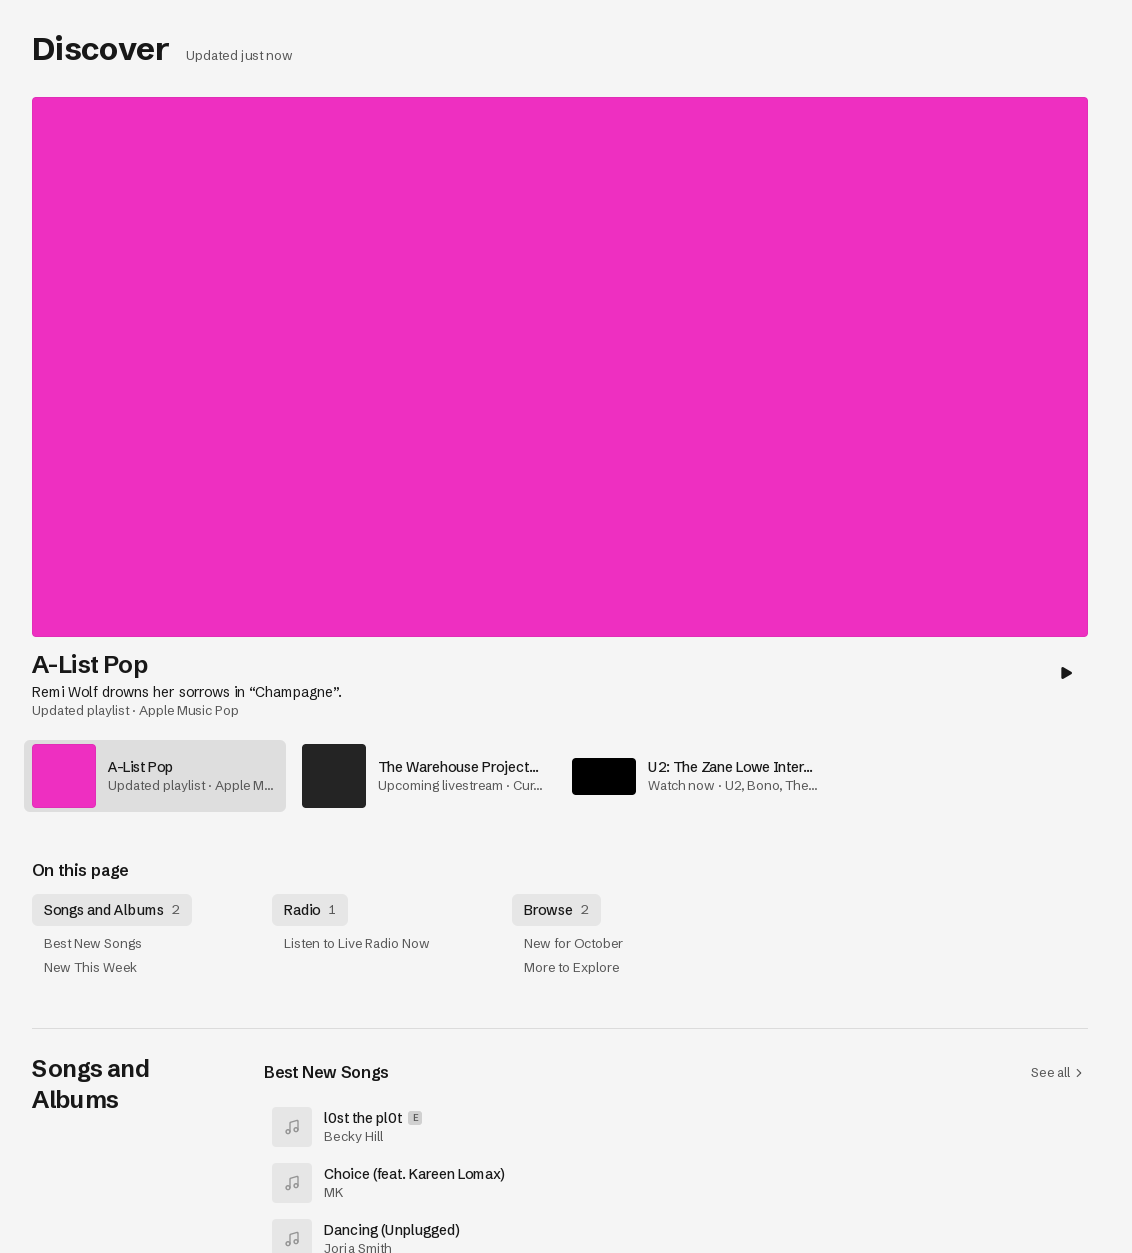 Discover
Updated just now
A-List Pop
Remi Wolf drowns her sorrows in “Champagne”.
Updated playlist · Apple Music Pop
A-List Pop
Updated playlist · Apple M...
The Warehouse Project...
Upcoming livestream · Cur...
U2: The Zane Lowe Inter...
Watch now · U2, Bono, The...
On this page
Songs and Albums 2
Best New Songs
New This Week
Radio 1
Listen to Live Radio Now
Browse 2
New for October
More to Explore
Songs and
Albums
Best New Songs
See all
l0st the pl0t E
Becky Hill
Choice (feat. Kareen Lomax)
MK
Dancing (Unplugged)
Joria Smith